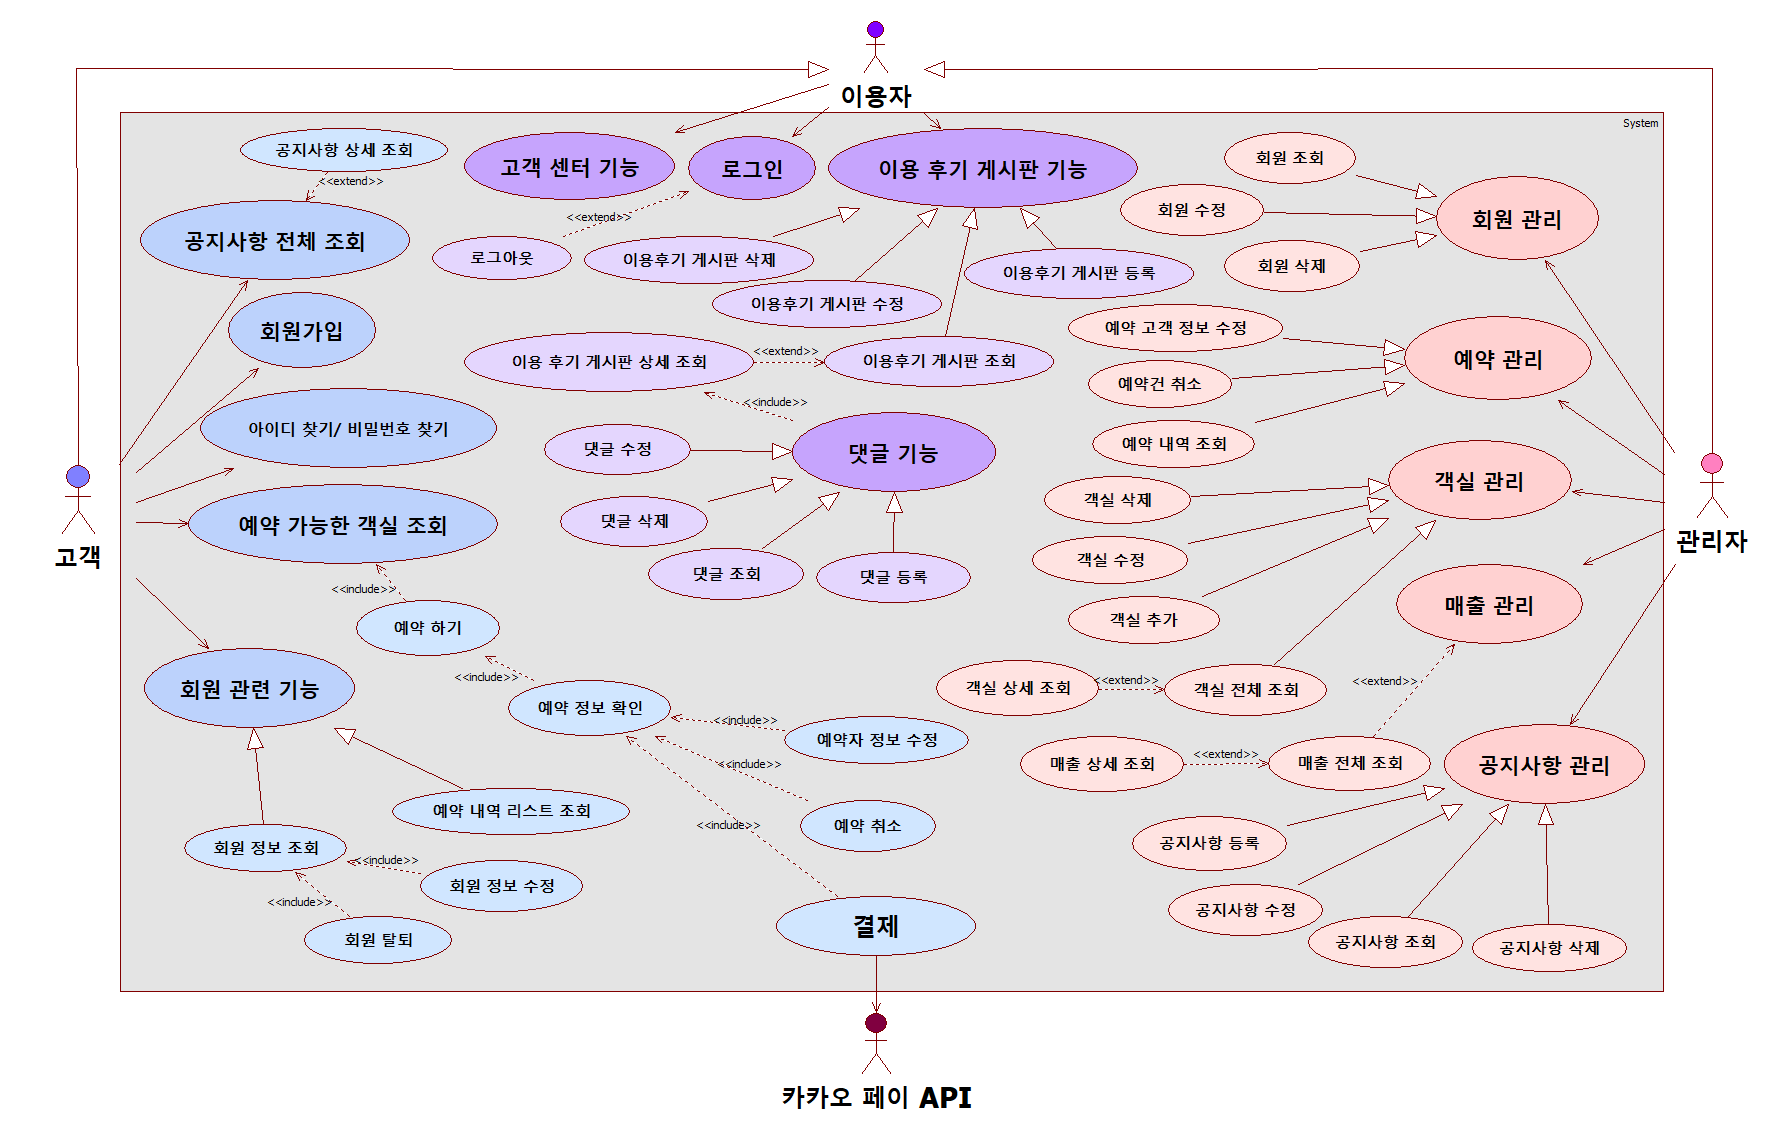 이용자
System
공지사항 상세 조회
<<extend>>
공지사항 전체 조회
고객 센터 기능
로그인
이용 후기 게시판 기능
<<extend>>
로그아웃
이용후기 게시판 삭제
이용후기 게시판 수정
이용후기 게시판 등록
회원 조회
회원 수정
회원 삭제
회원 관리
회원가입
이용 후기 게시판 상세 조회
<<extend>>
이용후기 게시판 조회
예약 고객 정보 수정
예약건 취소
예약 내역 조회
예약 관리
아이디 찾기/ 비밀번호 찾기
<<include>>
댓글 수정
댓글 기능
댓글 삭제
댓글 조회
댓글 등록
객실 삭제
객실 관리
객실 수정
객실 추가
고객
관리자
예약 가능한 객실 조회
<<include>>
예약 하기
매출 관리
<<include>>
회원 관련 기능
예약 정보 확인
<<include>>
예약자 정보 수정
객실 상세 조회
<<extend>>
객실 전체 조회
<<extend>>
매출 상세 조회
<<extend>>
매출 전체 조회
공지사항 관리
<<include>>
예약 내역 리스트 조회
<<include>>
예약 취소
회원 정보 조회
<<include>>
회원 정보 수정
<<include>>
회원 탈퇴
결제
공지사항 등록
공지사항 수정
공지사항 조회
공지사항 삭제
카카오 페이 API